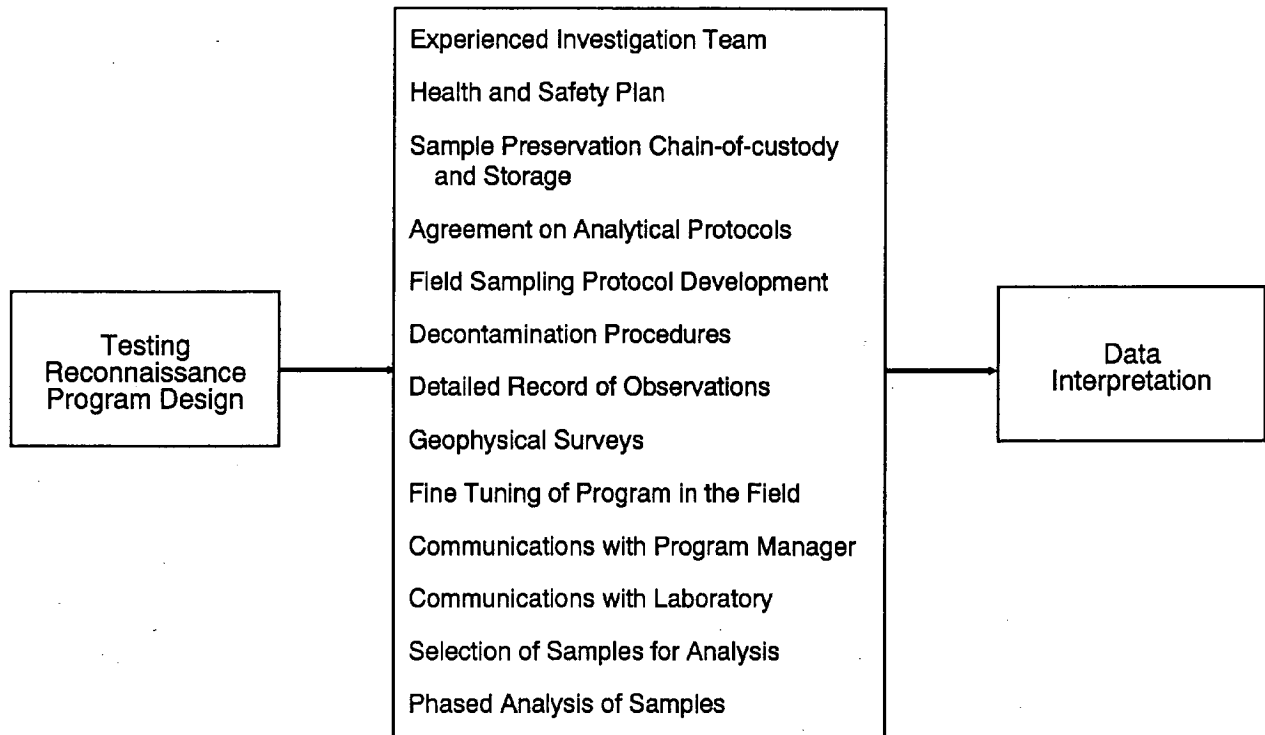 Testing
Reconnaissance
Program Design
Experienced Investigation Team
Health and Safety Plan
Sample Preservation Chain-of-custody
and Storage
Agreement on Analytical Protocols
Field Sampling Protocol Development
Decontamination Procedures
Detailed Record of Observations
Geophysical Surveys
Fine Tuning of Program in the Field
Communications with Program Manager
Communications with Laboratory
Selection of Samples for Analysis
Phased Analysis of Samples
Data
Interpretation